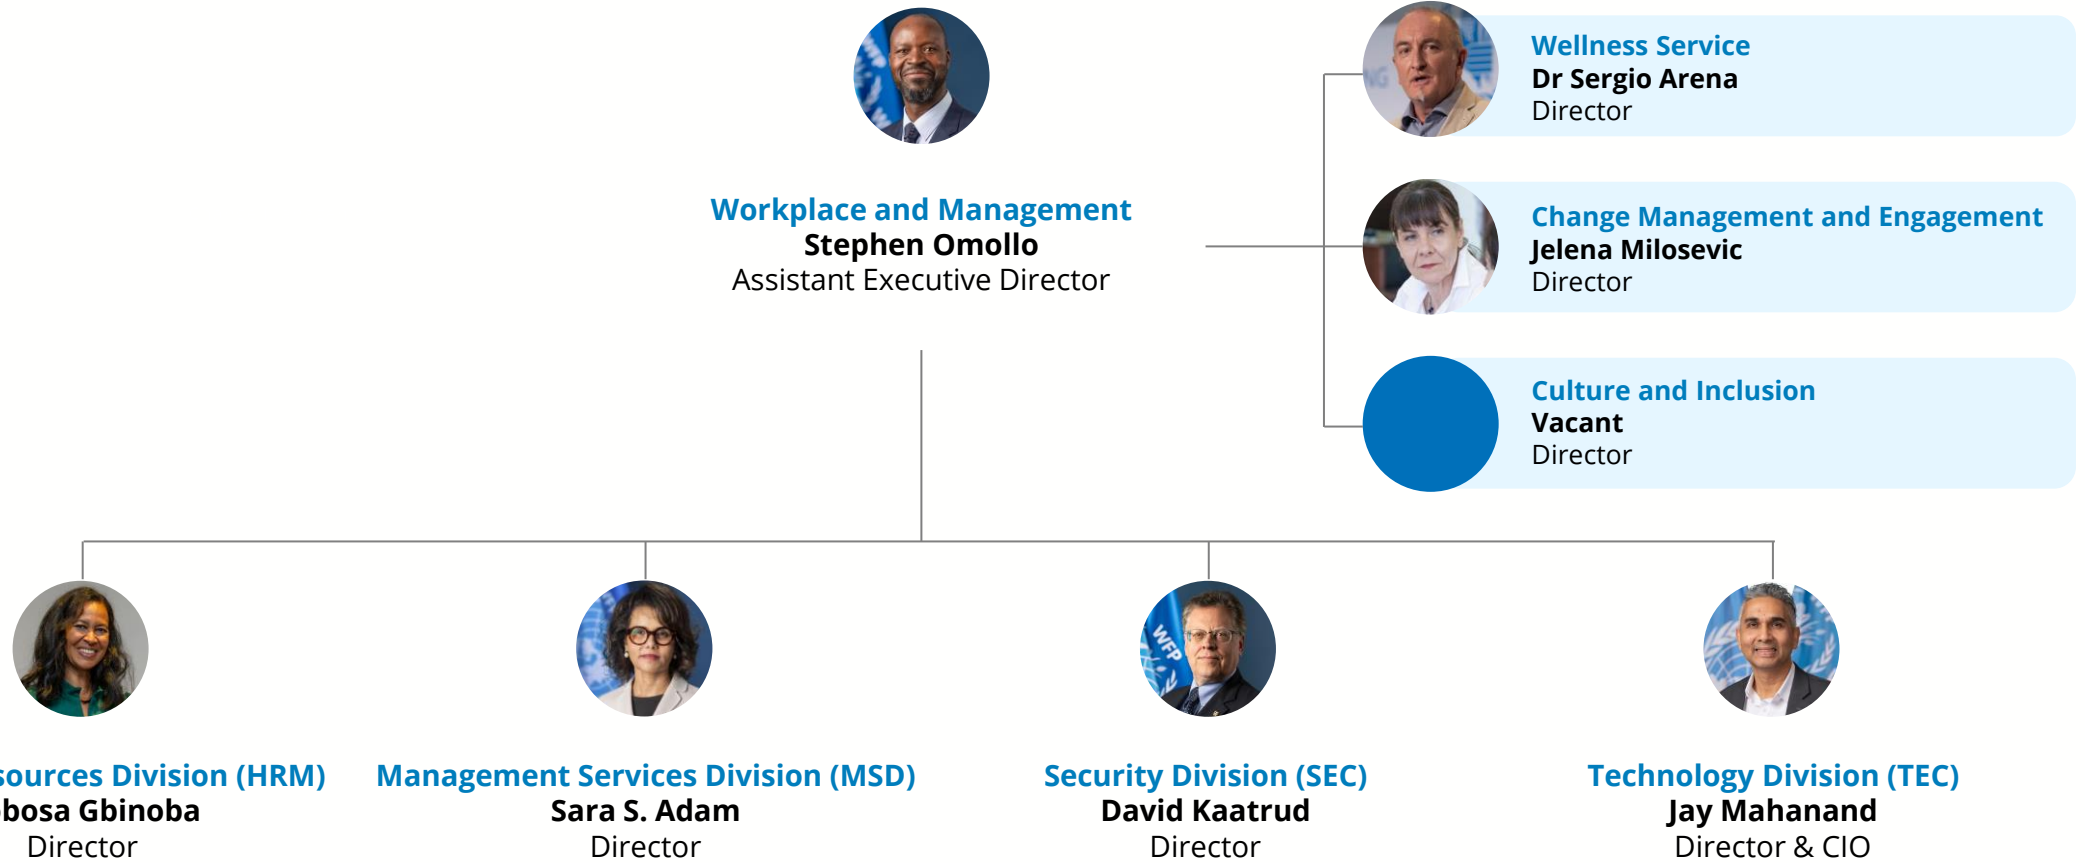 Wellness Service
Dr Sergio Arena
Director
Workplace and Management
Stephen Omollo
Assistant Executive Director
Change Management and Engagement
Jelena Milosevic
Director
Culture and Inclusion
Vacant
Director
WFP
sources Division (HRM)
bosa Gbinoba
Director
Management Services Division (MSD)
Sara S. Adam
Director
Security Division (SEC)
David Kaatrud
Director
Technology Division (TEC)
Jay Mahanand
Director & CIO